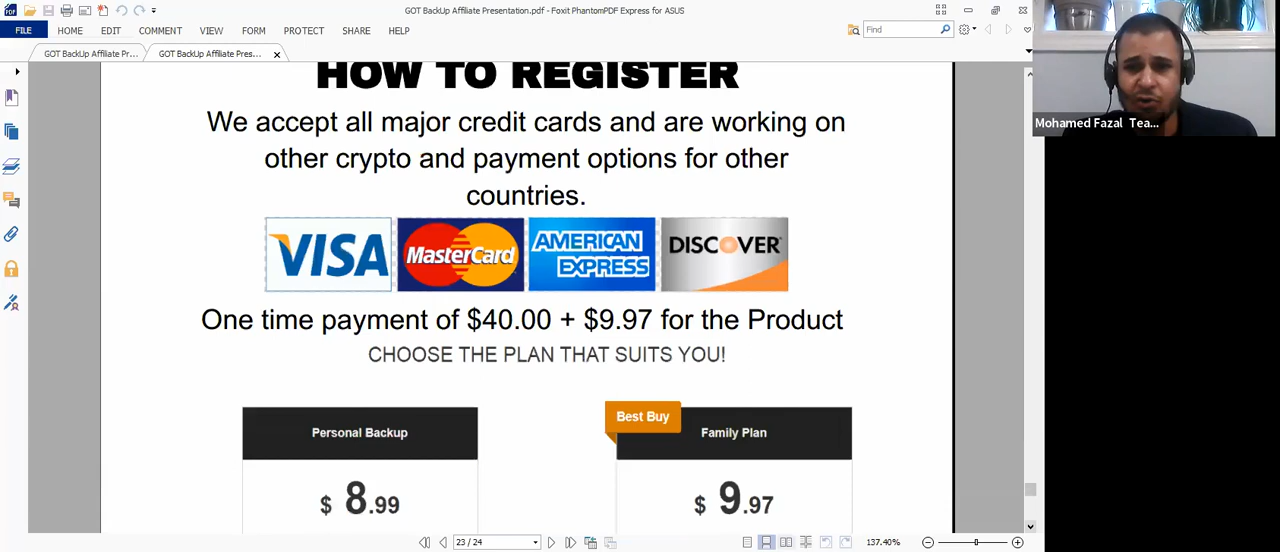 GOT BackUp Affiliate Presentation.pdf - Foxit PhantomPDF Express for ASUS
FILE HOME EDIT COMMENT VIEW FORM PROTECT SHARE HELP
Find
GOT BackUp Affiliate Pr...
GOT BackUp Affiliate Pres...
Mohamed Fazal Tea...
HOW TO REGISTER
We accept all major credit cards and are working on
other crypto and payment options for other
countries.
VISA
MasterCard
AMERICAN
EXPRESS
DISCOVER
One time payment of $40.00 + $9.97 for the Product
CHOOSE THE PLAN THAT SUITS YOU!
Personal Backup
$ 8.99
Best Buy
Family Plan
$ 9.97
23 / 24
137.40%